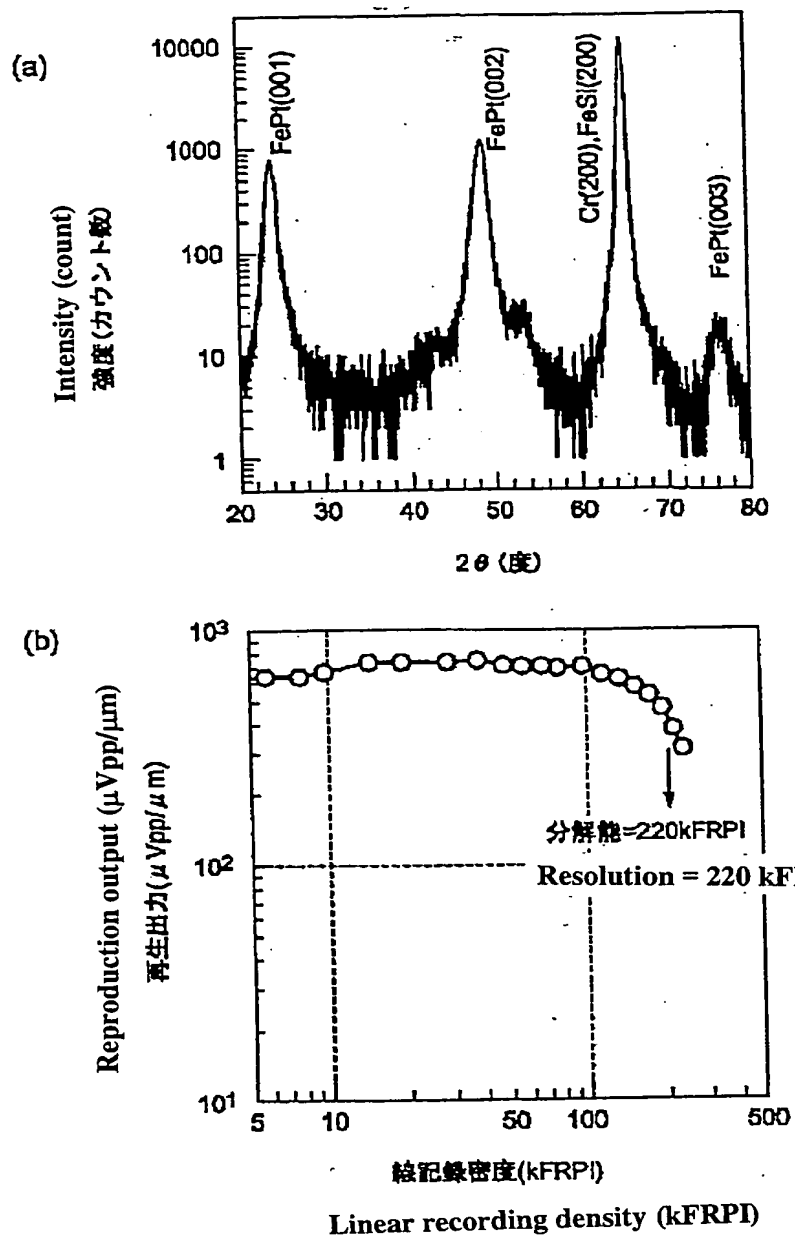 (a)
Intensity (count)
強度(カウント数)
10000
1000
100
10
1
FePt(001)
FePt(002)
Cr(200),FeSi(200)
FePt(003)
20 30 40 50 60 70 80
2θ (度)
(b)
Reproduction output (μVpp/μm)
再生出力(μVpp/μm)
10³
10²
10¹
分解能=220kFRPI
Resolution = 220 kF
5 10 50 100 500
線記録密度(kFRPI)
Linear recording density (kFRPI)